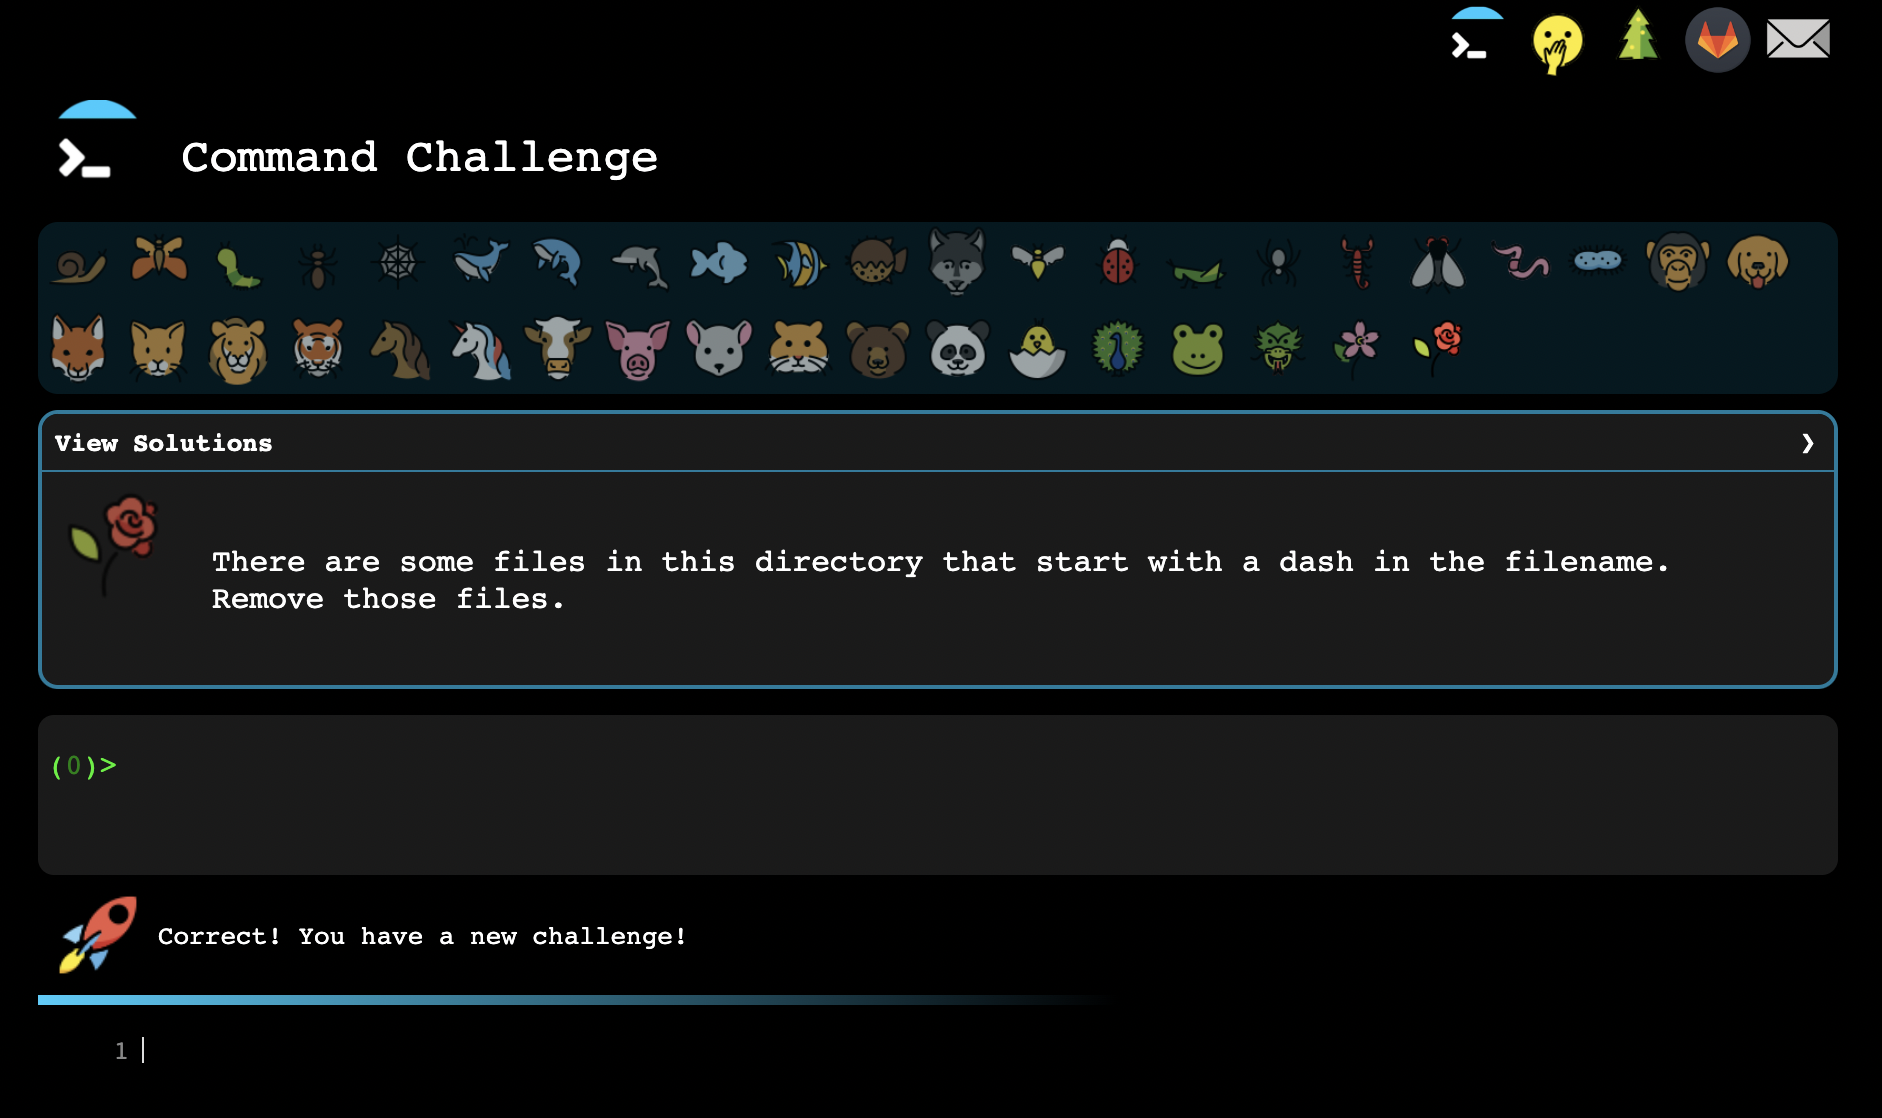 Command Challenge
View Solutions
There are some files in this directory that start with a dash in the filename.
Remove those files.
(0)>
Correct! You have a new challenge!
1